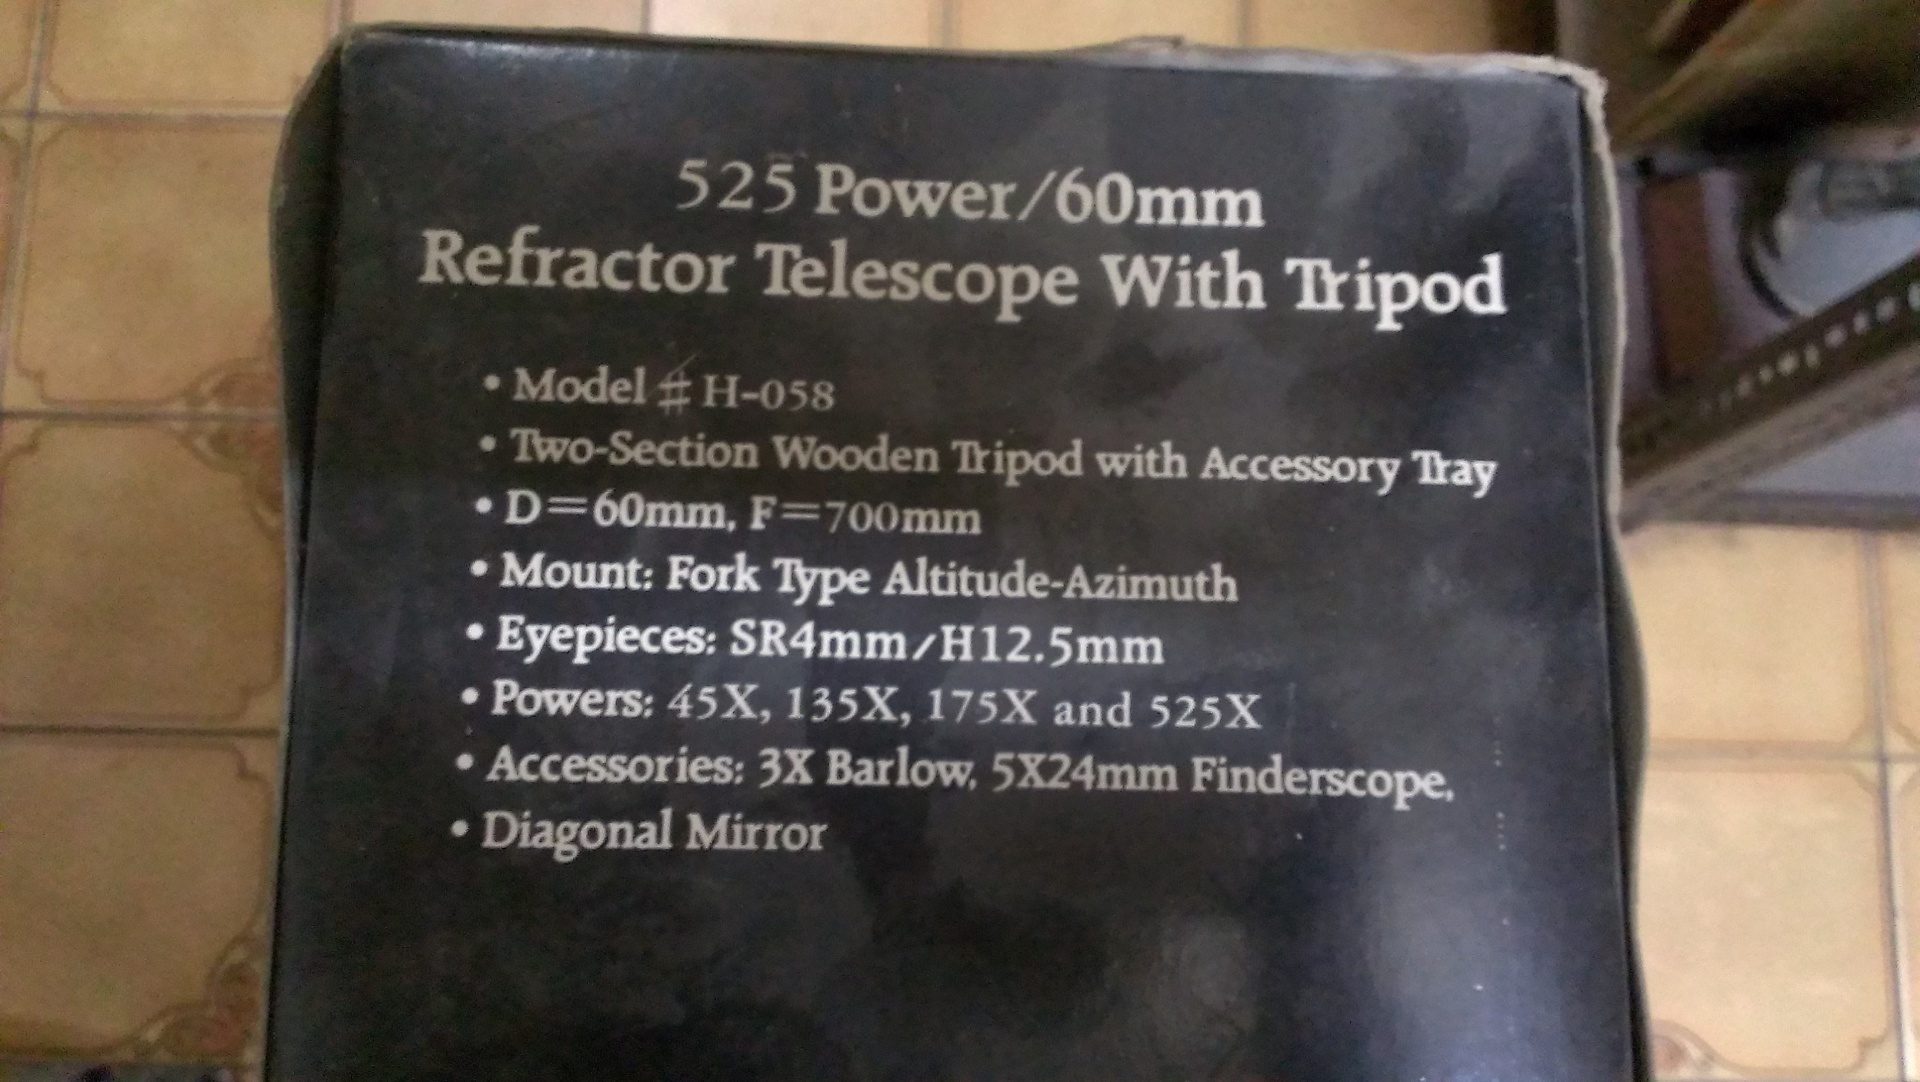 525 Power/60mm
Refractor Telescope With Tripod
• Model # H-058
• Two-Section Wooden Tripod with Accessory Tray
• D=60mm, F=700mm
• Mount: Fork Type Altitude-Azimuth
• Eyepieces: SR4mm/H12.5mm
• Powers: 45X, 135X, 175X and 525X
• Accessories: 3X Barlow, 5X24mm Finderscope,
• Diagonal Mirror